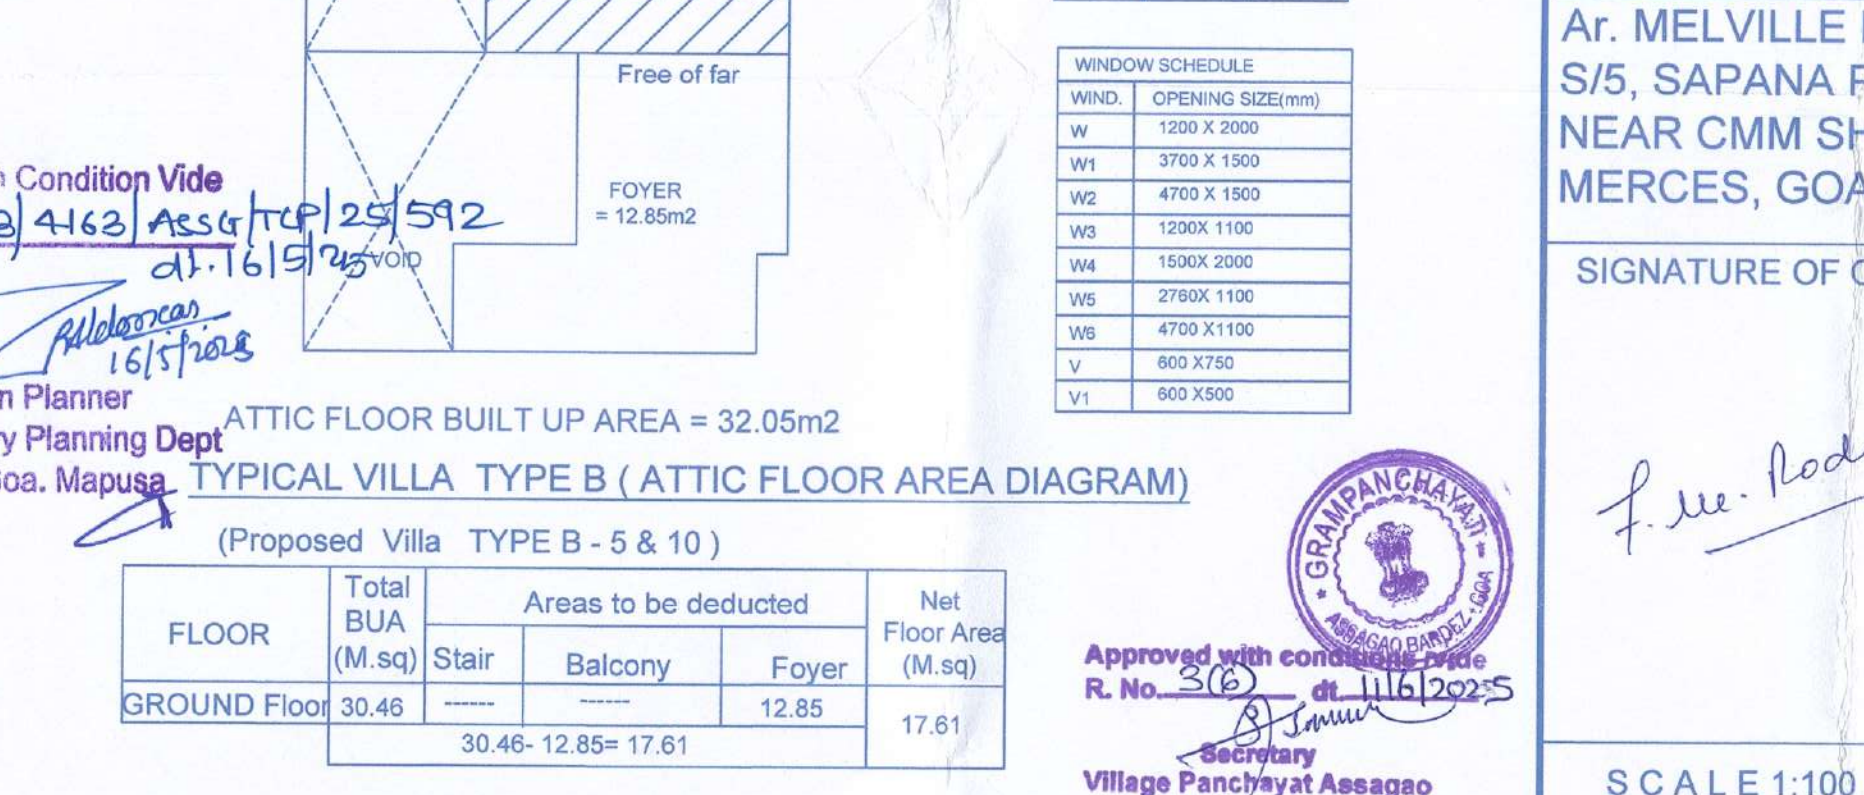 Free of far
FOYER
= 12.85m2
VOID
Condition Vide
4163/ASSG/TCP/25/592
dt. 16/5/25
16/5/2025
Planner
y Planning Dept
oa. Mapusa
ATTIC FLOOR BUILT UP AREA = 32.05m2
TYPICAL VILLA TYPE B ( ATTIC FLOOR AREA DIAGRAM)
(Proposed Villa TYPE B - 5 & 10 )
FLOOR Total BUA (M.sq) Areas to be deducted Net Floor Area (M.sq)
Stair Balcony Foyer
GROUND Floor 30.46 ------ ------ 12.85 17.61
30.46- 12.85= 17.61
WINDOW SCHEDULE
WIND. OPENING SIZE(mm)
W 1200 X 2000
W1 3700 X 1500
W2 4700 X 1500
W3 1200X 1100
W4 1500X 2000
W5 2760X 1100
W6 4700 X1100
V 600 X750
V1 600 X500
GRAMPANCHAYATI
ASSAGAO BARDEZ - GOA
Approved with conditions vide
R. No. 3(6) dt. 11/6/2025
Secretary
Village Panchayat Assagao
Ar. MELVILLE
S/5, SAPANA
NEAR CMM SH
MERCES, GOA
SIGNATURE OF
f. Me. Rod
SCALE 1:100